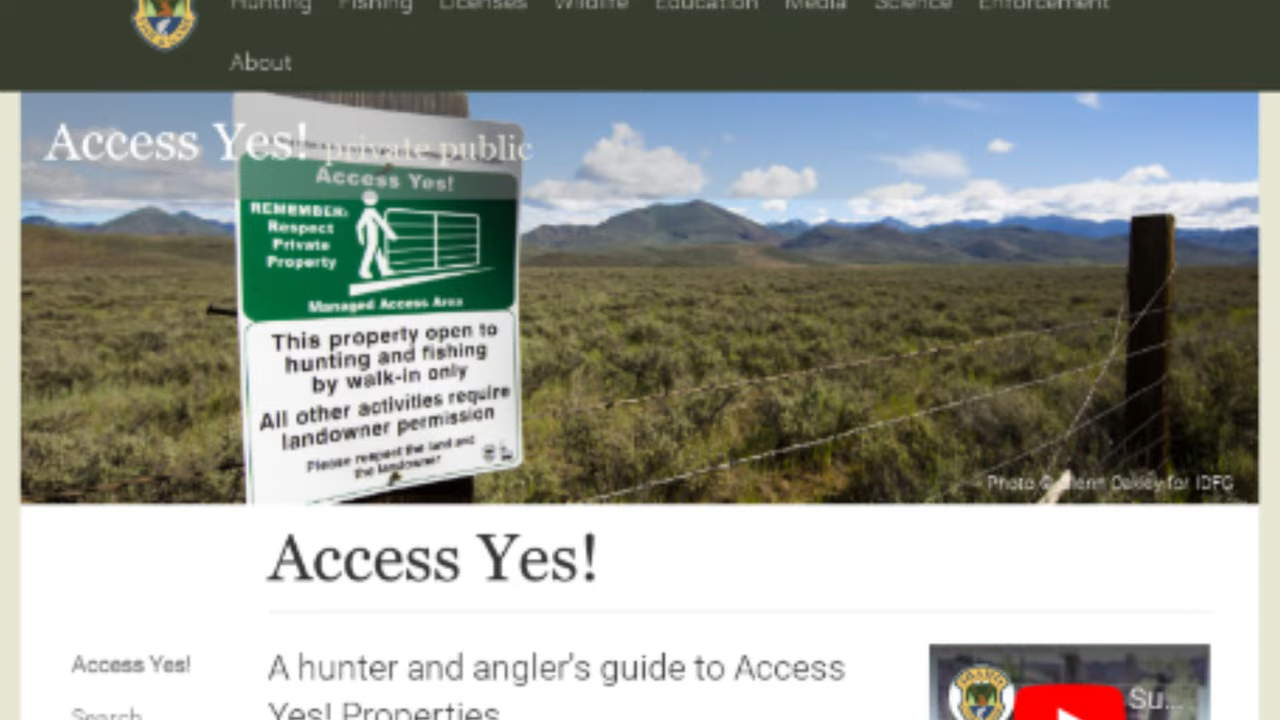 Hunting Fishing Licenses Wildlife Education Media Science Enforcement
About
Access Yes! private public
Access Yes!
REMEMBER:
Respect
Private
Property
Managed Access Area
This property open to
hunting and fishing
by walk-in only
All other activities require
landowner permission
Please respect the land and
the landowner
Photo © Glenn Oakley for IDFG
Access Yes!
Access Yes!
A hunter and angler's guide to Access
Yes! Properties
Search
Su...